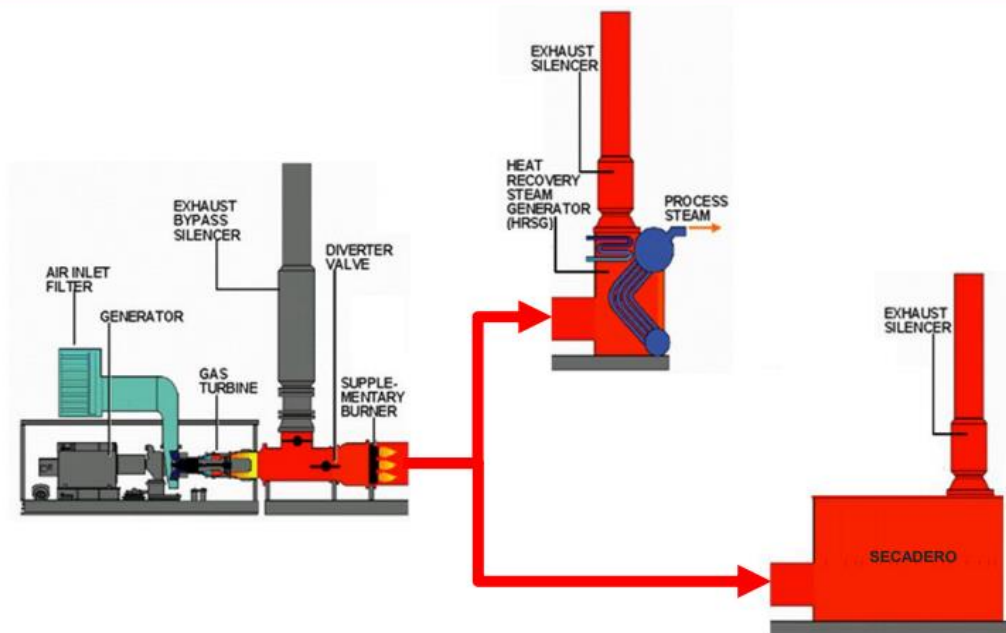 EXHAUST
SILENCER
HEAT
RECOVERY
STEAM
GENERATOR
(HRSG)
PROCESS
STEAM
EXHAUST
BYPASS
SILENCER
DIVERTER
VALVE
AIR INLET
FILTER
GENERATOR
GAS
TURBINE
SUPPLE-
MENTARY
BURNER
EXHAUST
SILENCER
SECADERO